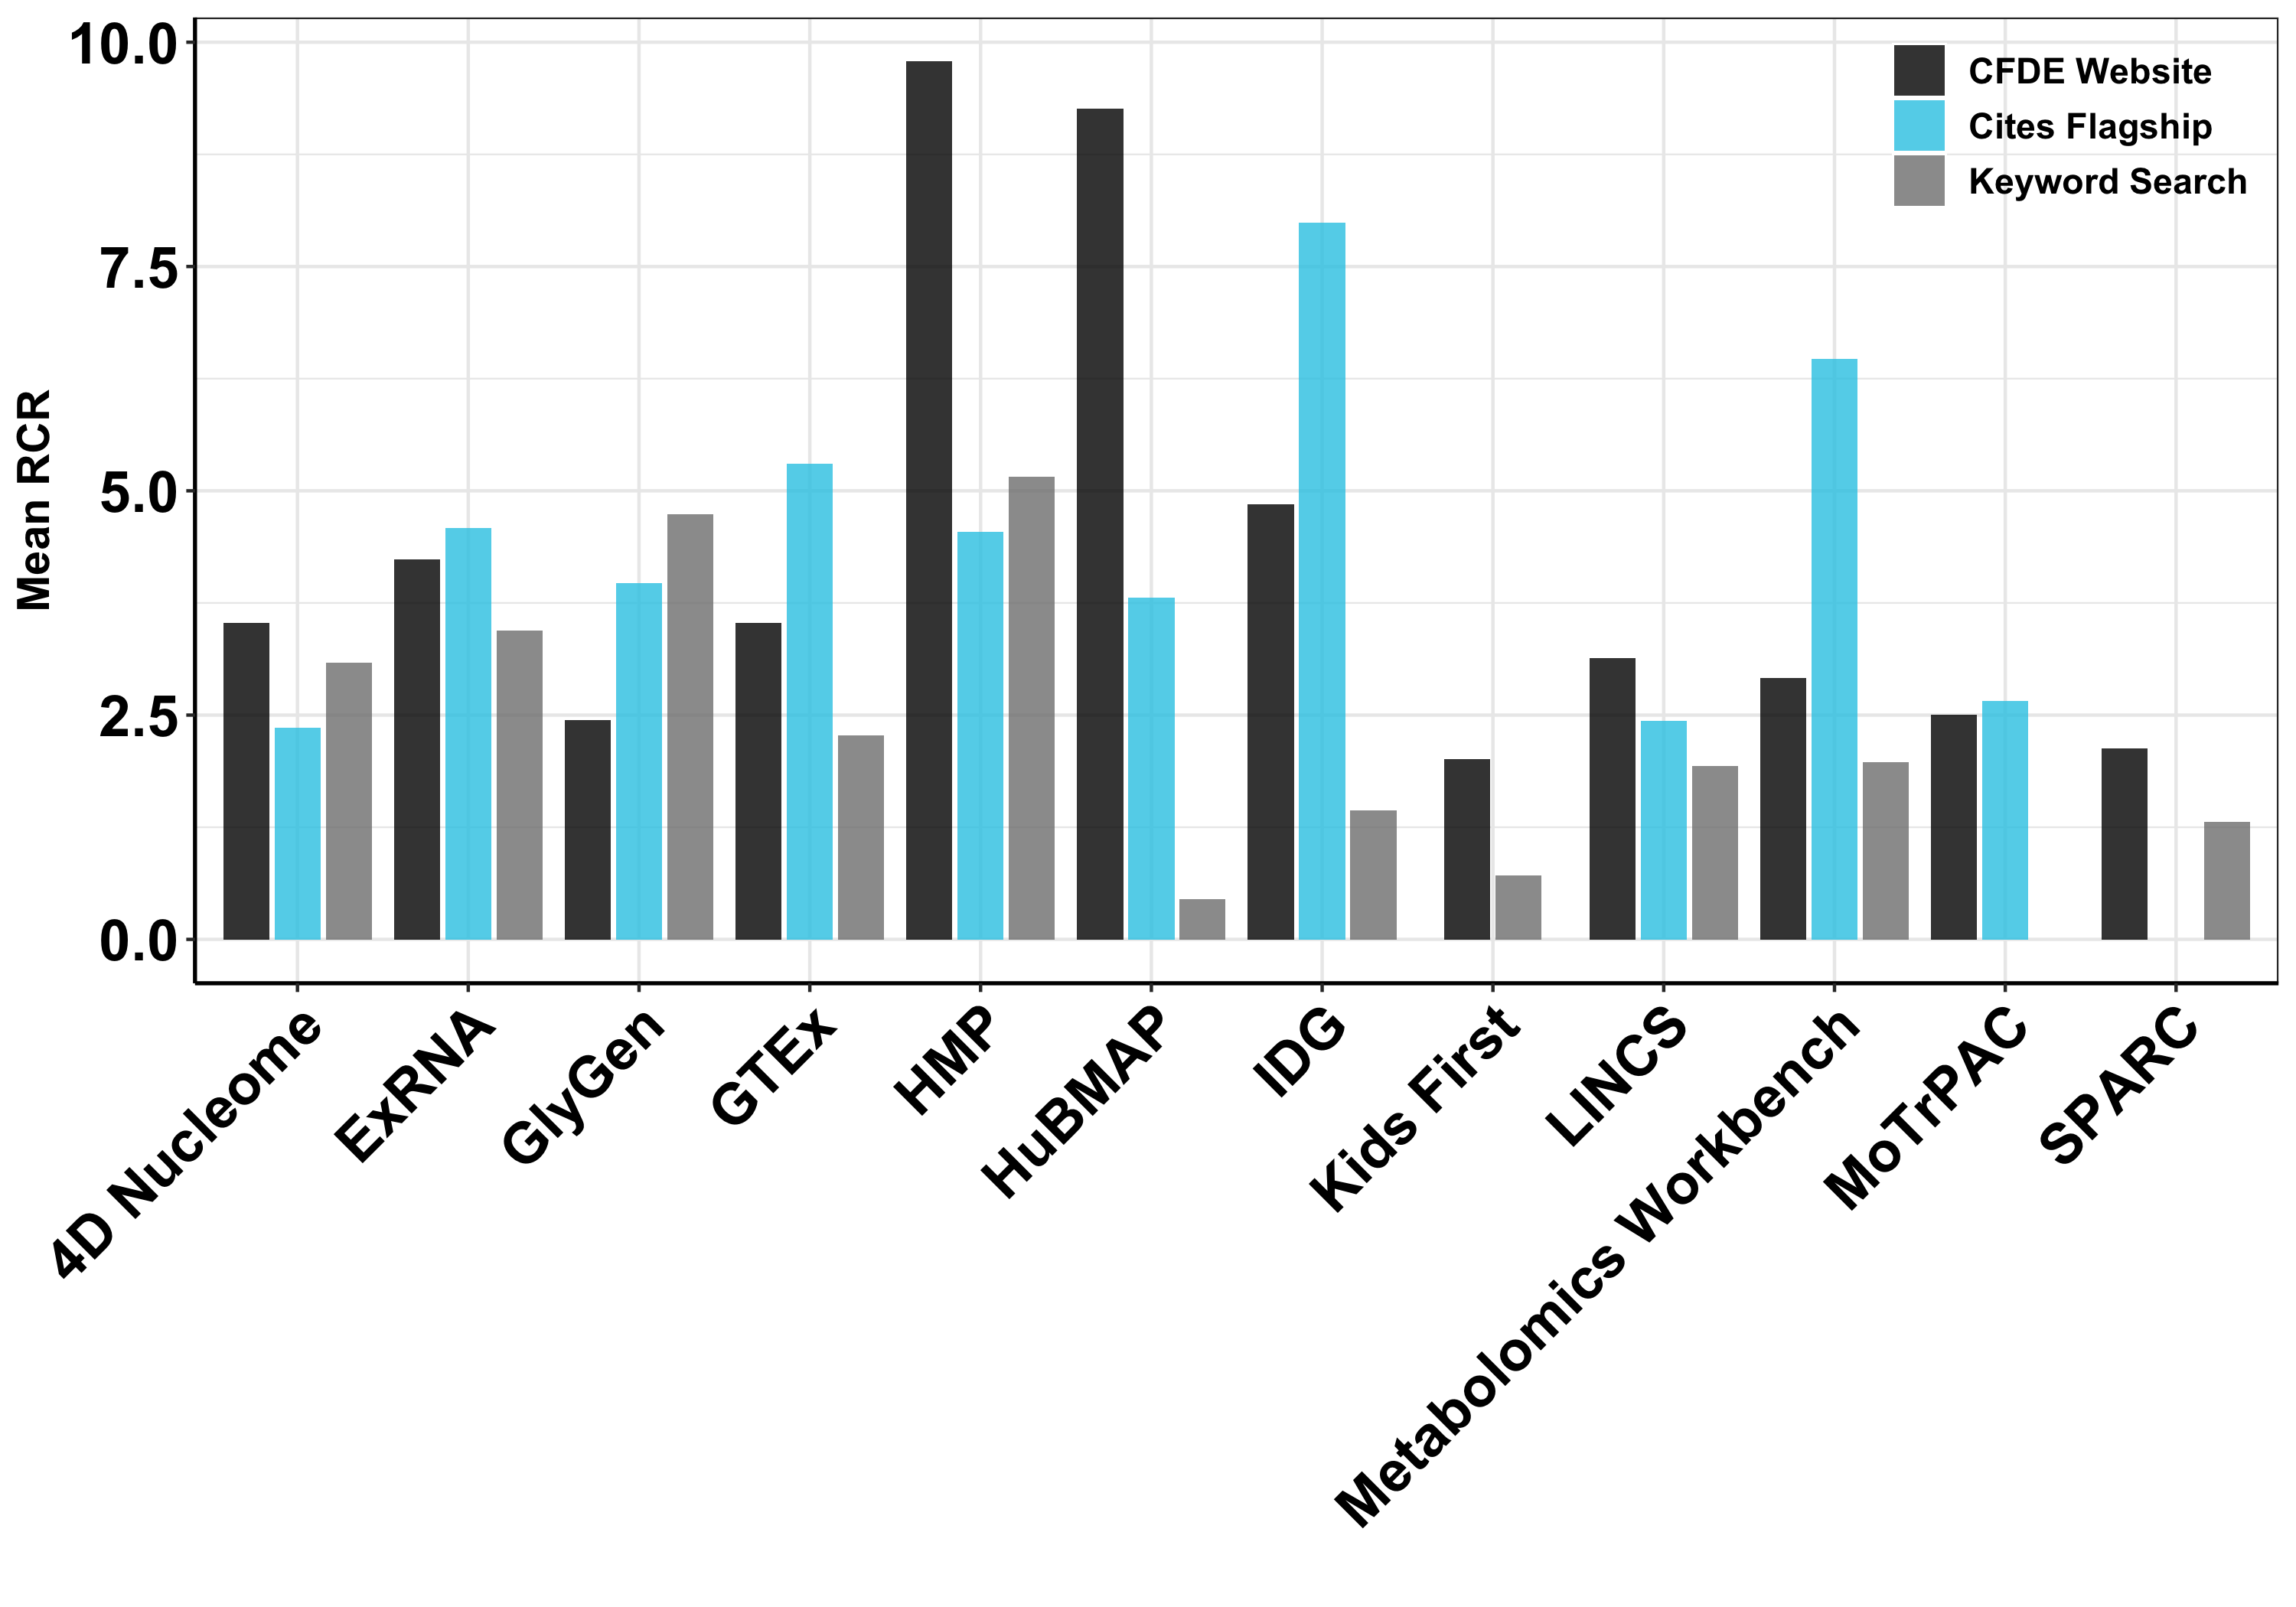 10.0
7.5
5.0
2.5
0.0
Mean RCR
CFDE Website
Cites Flagship
Keyword Search
4D Nucleome
ExRNA
GlyGen
GTEx
HMP
HuBMAP
IDG
Kids First
LINCS
Metabolomics Workbench
MoTrPAC
SPARC